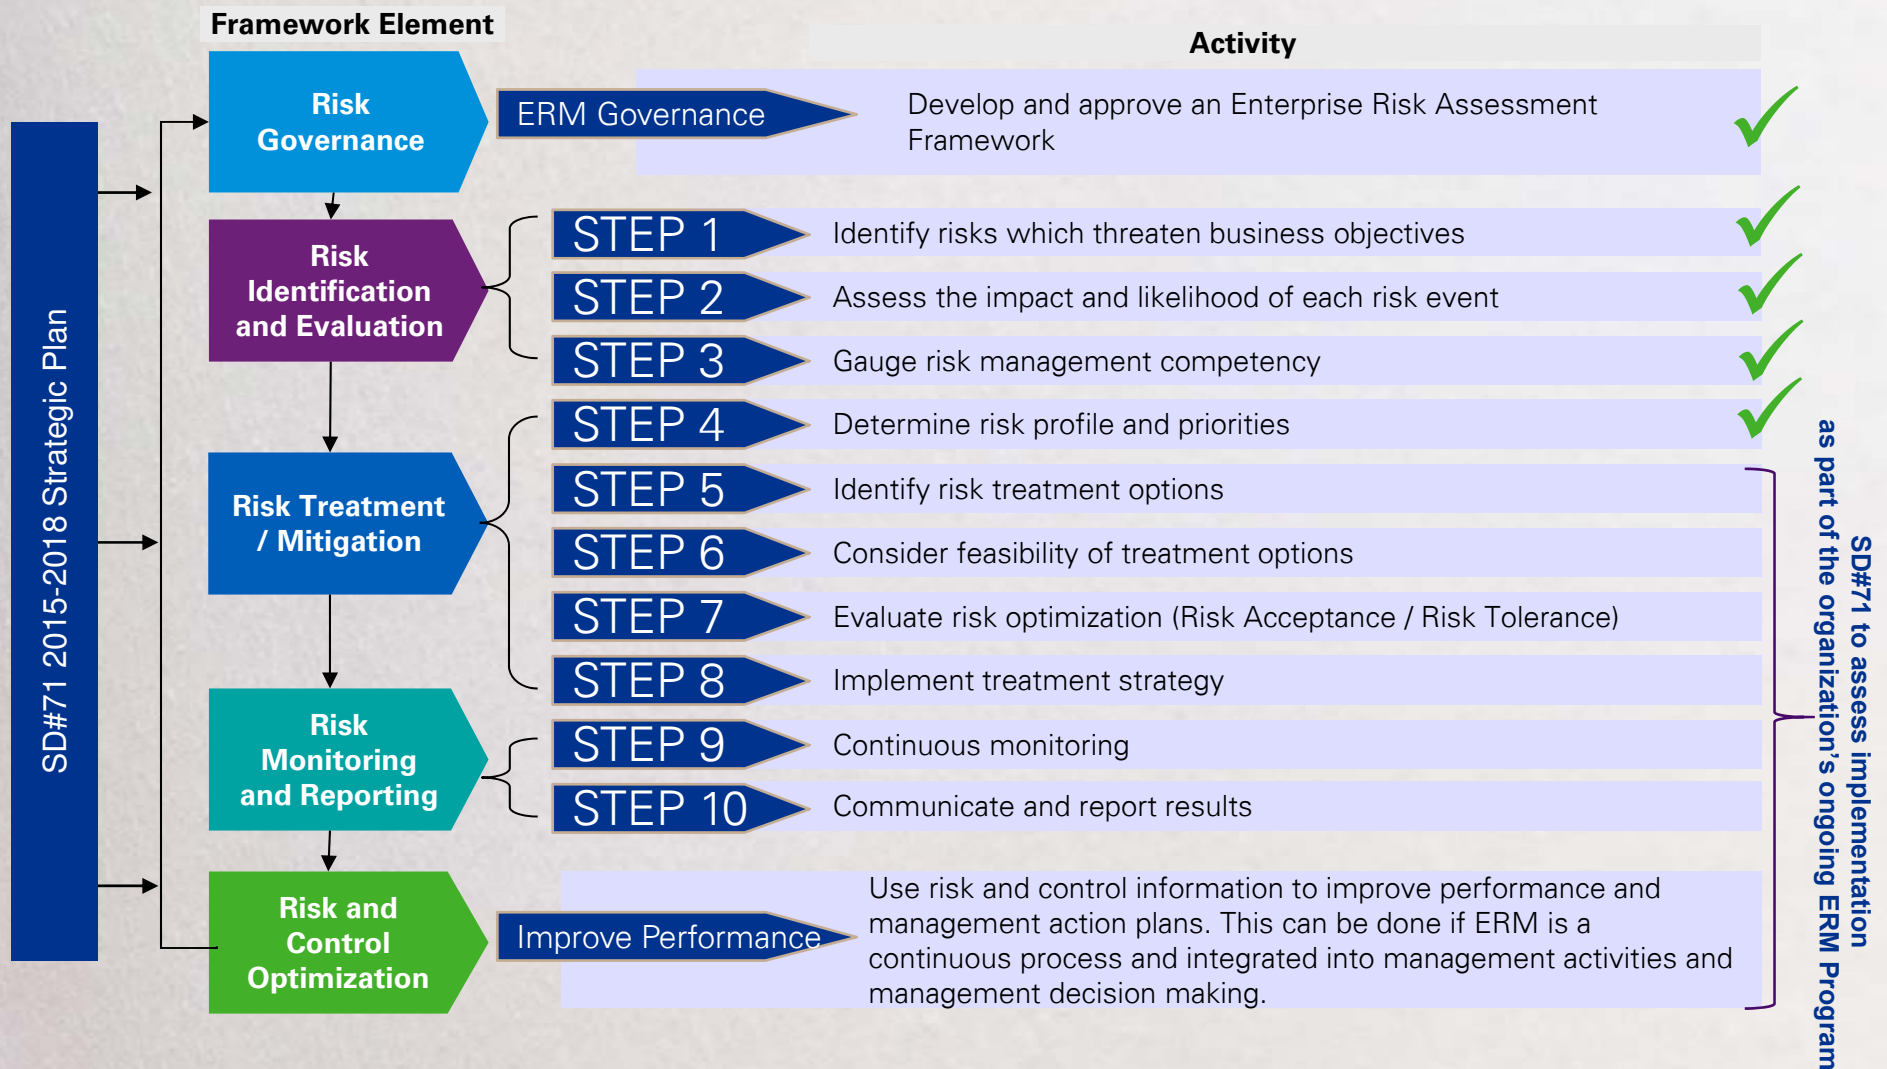 Framework Element
Activity
SD#71 2015-2018 Strategic Plan
Risk
Governance
ERM Governance
Develop and approve an Enterprise Risk Assessment
Framework
Risk
Identification
and Evaluation
STEP 1
Identify risks which threaten business objectives
STEP 2
Assess the impact and likelihood of each risk event
STEP 3
Gauge risk management competency
Risk Treatment
/ Mitigation
STEP 4
Determine risk profile and priorities
STEP 5
Identify risk treatment options
STEP 6
Consider feasibility of treatment options
STEP 7
Evaluate risk optimization (Risk Acceptance / Risk Tolerance)
STEP 8
Implement treatment strategy
Risk
Monitoring
and Reporting
STEP 9
Continuous monitoring
STEP 10
Communicate and report results
Risk and
Control
Optimization
Improve Performance
Use risk and control information to improve performance and
management action plans. This can be done if ERM is a
continuous process and integrated into management activities and
management decision making.
SD#71 to assess implementation
as part of the organization's ongoing ERM Program